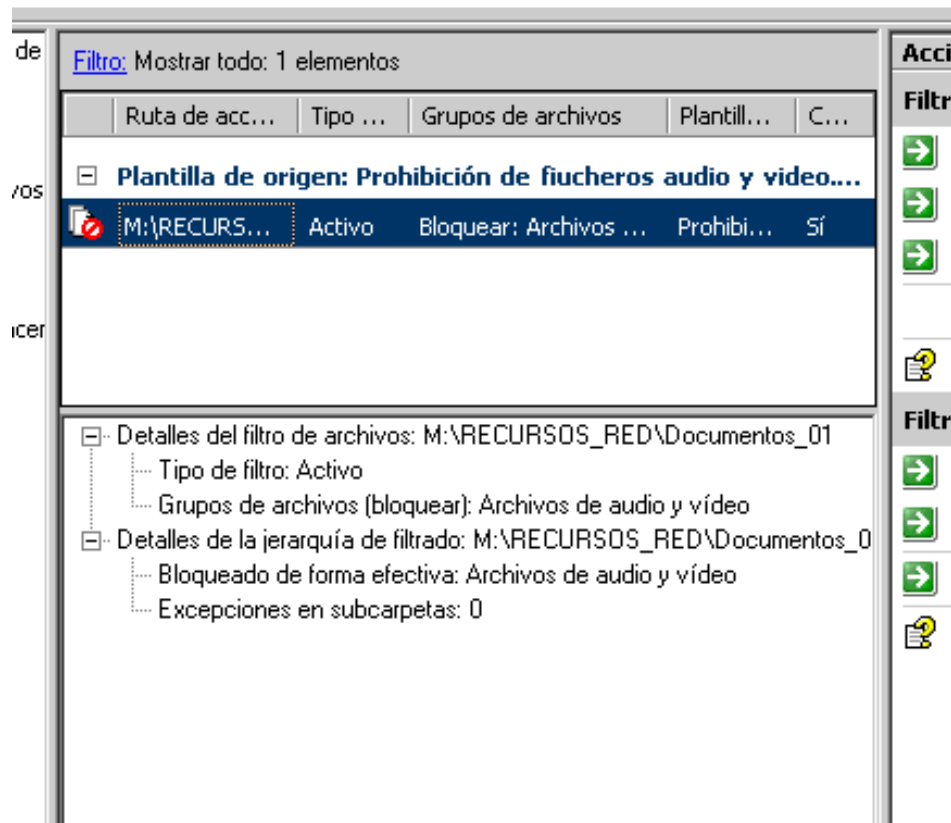 de
vos
Filtro: Mostrar todo: 1 elementos
Ruta de acc... Tipo ... Grupos de archivos Plantill... C...
Plantilla de origen: Prohibición de fiucheros audio y video....
M:\RECURS... Activo Bloquear: Archivos ... Prohibi... Sí
Detalles del filtro de archivos: M:\RECURSOS_RED\Documentos_01
Tipo de filtro: Activo
Grupos de archivos (bloquear): Archivos de audio y vídeo
Detalles de la jerarquía de filtrado: M:\RECURSOS_RED\Documentos_0
Bloqueado de forma efectiva: Archivos de audio y vídeo
Excepciones en subcarpetas: 0
Acci
Filtr
Filtr